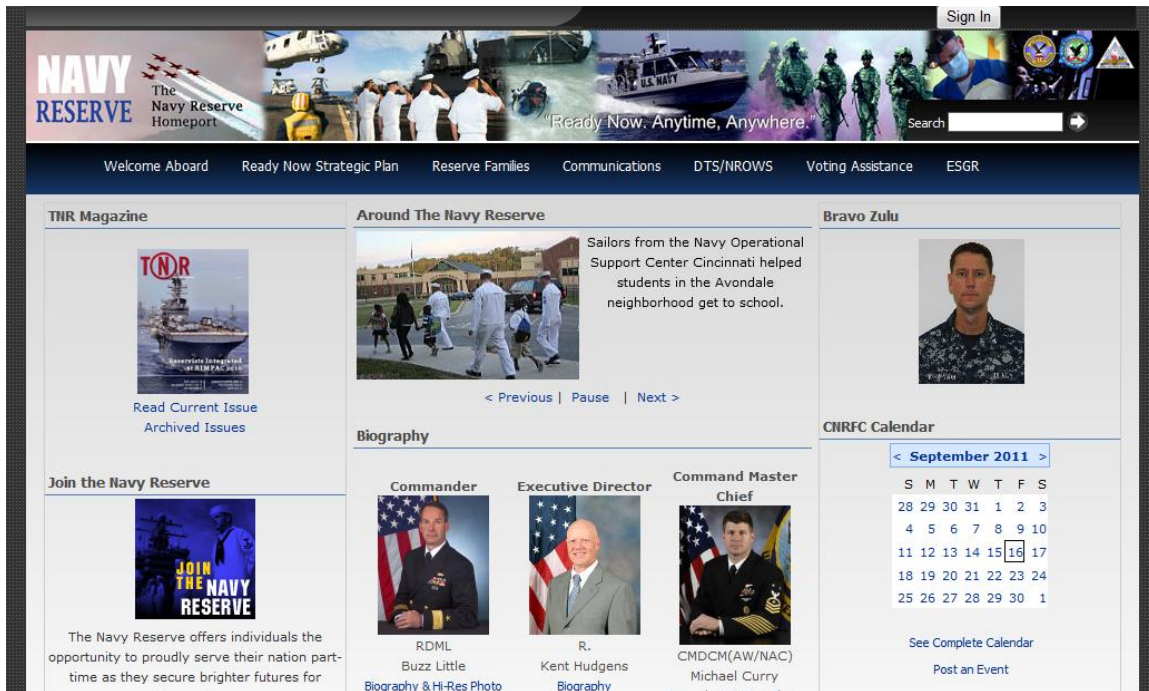 Sign In
NAVY
RESERVE
The
Navy Reserve
Homeport
U.S. NAVY
"Ready Now. Anytime, Anywhere."
Search
Welcome Aboard Ready Now Strategic Plan Reserve Families Communications DTS/NROWS Voting Assistance ESGR
TNR Magazine
TNR
Reservists Integrated
at RIMPAC 2010
Read Current Issue
Archived Issues
Join the Navy Reserve
JOIN
THE NAVY
RESERVE
The Navy Reserve offers individuals the
opportunity to proudly serve their nation part-
time as they secure brighter futures for
Around The Navy Reserve
Sailors from the Navy Operational
Support Center Cincinnati helped
students in the Avondale
neighborhood get to school.
< Previous | Pause | Next >
Biography
Commander
RDML
Buzz Little
Biography & Hi-Res Photo
Executive Director
R.
Kent Hudgens
Biography
Command Master
Chief
CMDCM(AW/NAC)
Michael Curry
Bravo Zulu
CNRFC Calendar
< September 2011 >
S M T W T F S
28 29 30 31 1 2 3
4 5 6 7 8 9 10
11 12 13 14 15 16 17
18 19 20 21 22 23 24
25 26 27 28 29 30 1
See Complete Calendar
Post an Event